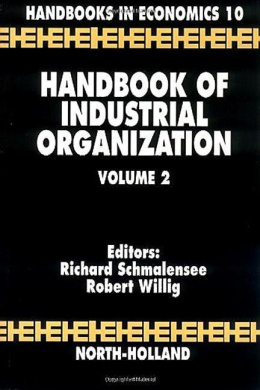 HANDBOOKS IN ECONOMICS 10
HANDBOOK OF
INDUSTRIAL
ORGANIZATION
VOLUME 2
Editors:
Richard Schmalensee
Robert Willig
NORTH-HOLLAND